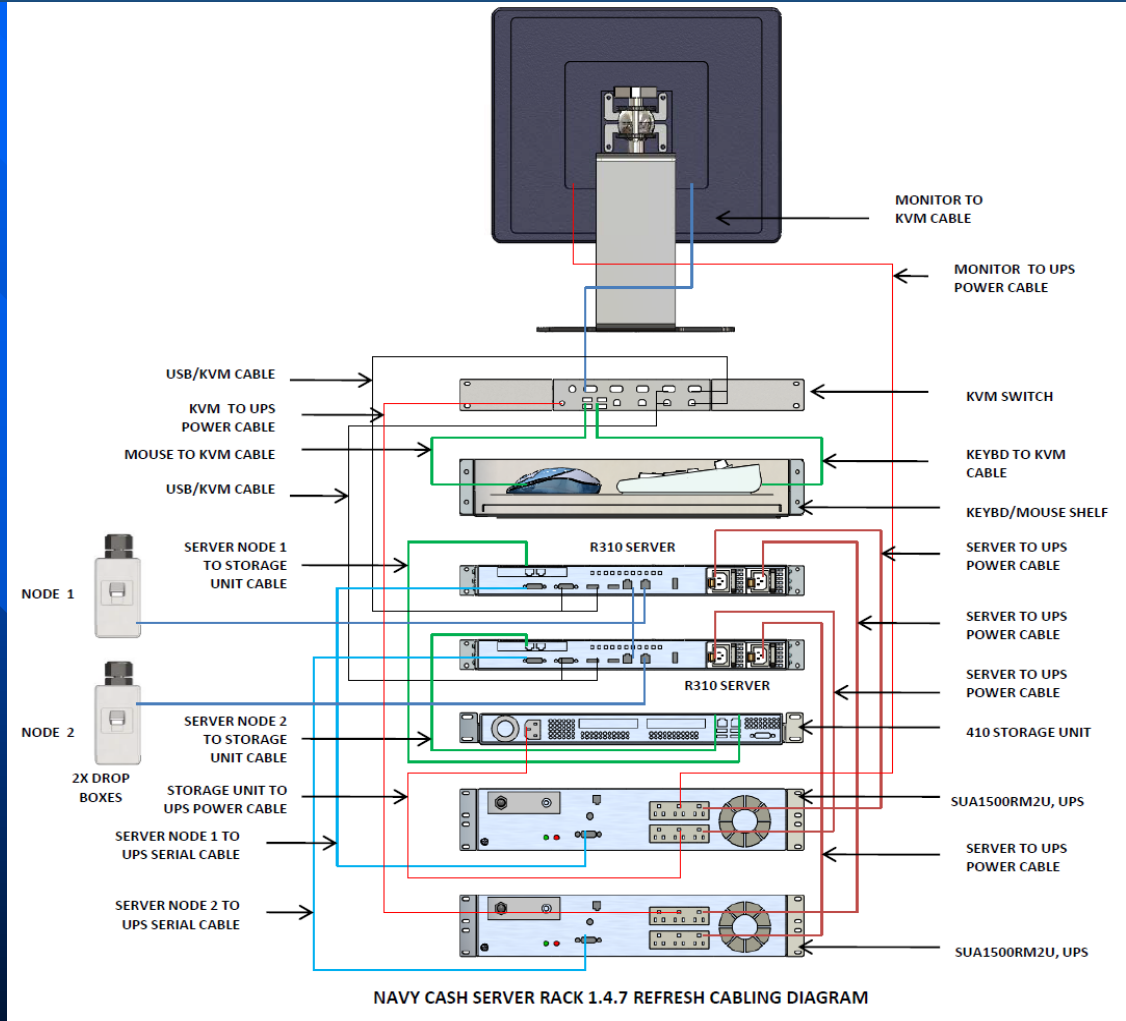 MONITOR TO
KVM CABLE
MONITOR  TO UPS
POWER CABLE
USB/KVM CABLE
KVM  TO UPS
POWER CABLE
KVM SWITCH
MOUSE TO KVM CABLE
KEYBD TO KVM
CABLE
USB/KVM CABLE
KEYBD/MOUSE SHELF
SERVER NODE 1
TO STORAGE
UNIT CABLE
R310 SERVER
SERVER TO UPS
POWER CABLE
NODE  1
SERVER TO UPS
POWER CABLE
R310 SERVER
SERVER TO UPS
POWER CABLE
NODE  2
SERVER NODE 2
TO STORAGE
UNIT CABLE
410 STORAGE UNIT
2X DROP
BOXES
STORAGE UNIT TO
UPS POWER CABLE
SUA1500RM2U, UPS
SERVER NODE 1 TO
UPS SERIAL CABLE
SERVER TO UPS
POWER CABLE
SERVER NODE 2 TO
UPS SERIAL CABLE
SUA1500RM2U, UPS
NAVY CASH SERVER RACK 1.4.7 REFRESH CABLING DIAGRAM